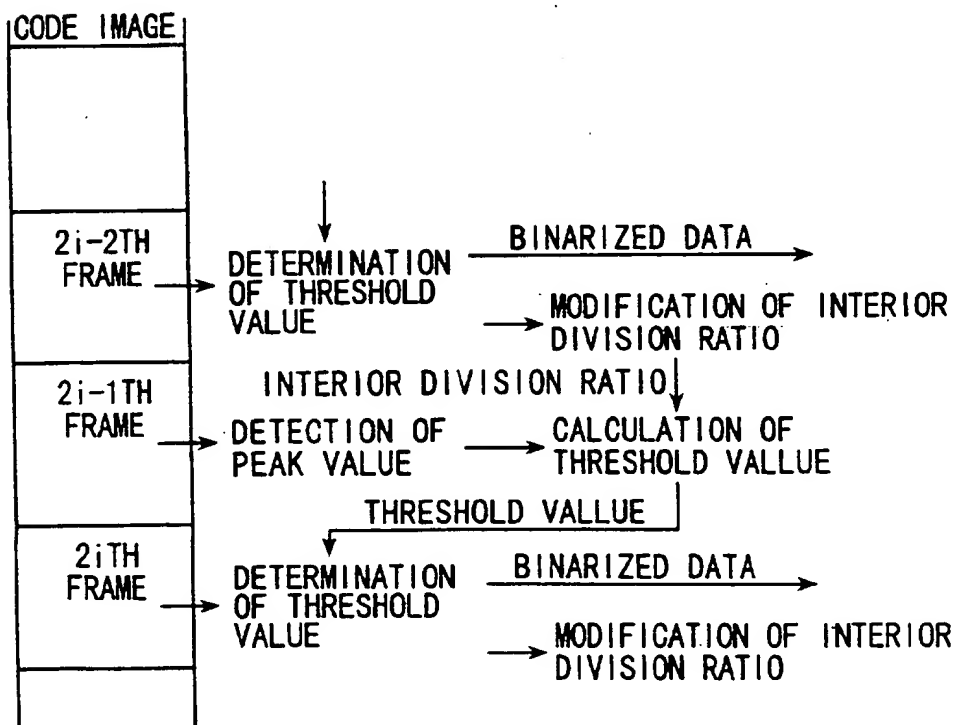 CODE IMAGE
2i-2TH
FRAME
DETERMINATION
OF THRESHOLD
VALUE
BINARIZED DATA
MODIFICATION OF INTERIOR
DIVISION RATIO
INTERIOR DIVISION RATIO
2i-1TH
FRAME
DETECTION OF
PEAK VALUE
CALCULATION OF
THRESHOLD VALLUE
THRESHOLD VALLUE
2iTH
FRAME
DETERMINATION
OF THRESHOLD
VALUE
BINARIZED DATA
MODIFICATION OF INTERIOR
DIVISION RATIO